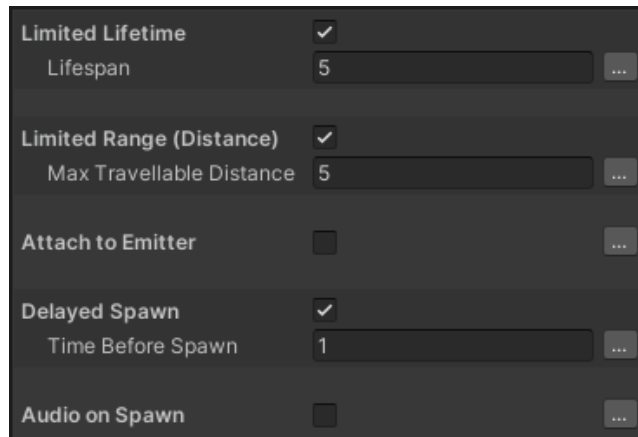 Limited Lifetime
Lifespan 5 ...
Limited Range (Distance)
Max Travellable Distance 5 ...
Attach to Emitter ...
Delayed Spawn
Time Before Spawn 1 ...
Audio on Spawn ...